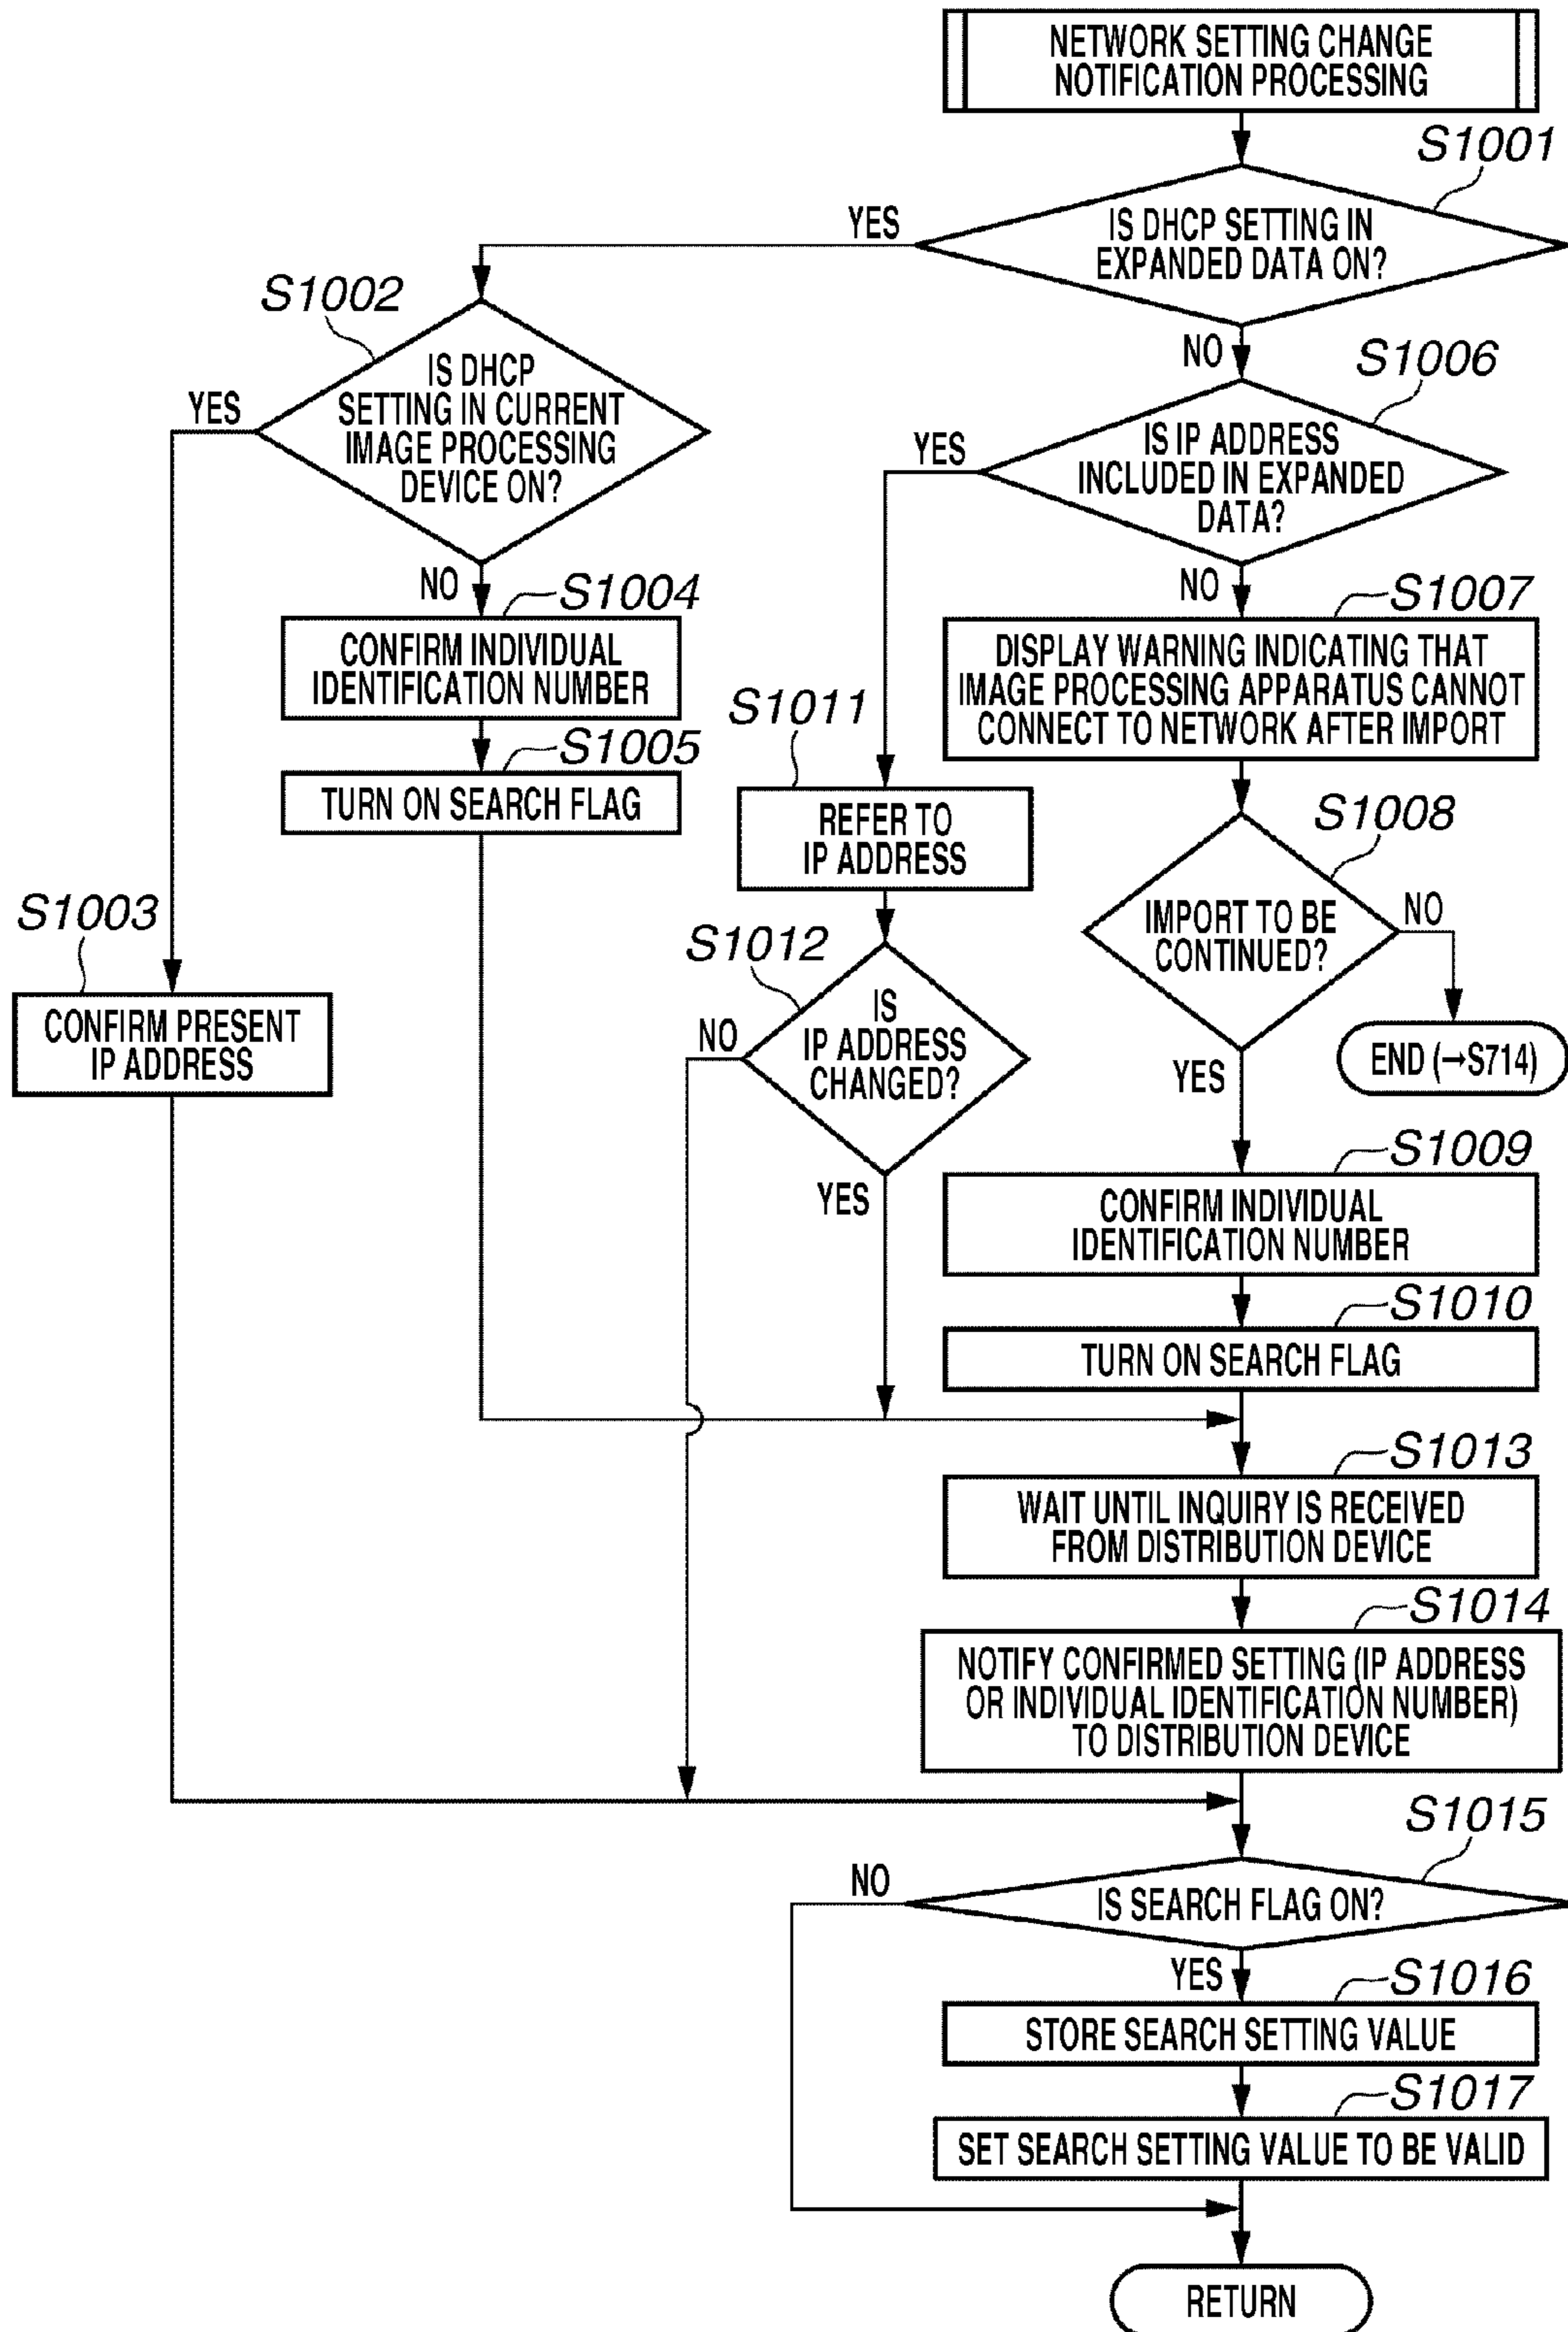 NETWORK SETTING CHANGE
NOTIFICATION PROCESSING
S1001
IS DHCP SETTING IN
EXPANDED DATA ON?
YES
NO
S1002
IS DHCP
SETTING IN CURRENT
IMAGE PROCESSING
DEVICE ON?
YES
NO
S1006
IS IP ADDRESS
INCLUDED IN EXPANDED
DATA?
YES
NO
S1004
CONFIRM INDIVIDUAL
IDENTIFICATION NUMBER
S1005
TURN ON SEARCH FLAG
S1007
DISPLAY WARNING INDICATING THAT
IMAGE PROCESSING APPARATUS CANNOT
CONNECT TO NETWORK AFTER IMPORT
S1011
REFER TO
IP ADDRESS
S1008
IMPORT TO BE
CONTINUED?
NO
YES
END (→S714)
S1003
CONFIRM PRESENT
IP ADDRESS
S1012
IS
IP ADDRESS
CHANGED?
NO
YES
S1009
CONFIRM INDIVIDUAL
IDENTIFICATION NUMBER
S1010
TURN ON SEARCH FLAG
S1013
WAIT UNTIL INQUIRY IS RECEIVED
FROM DISTRIBUTION DEVICE
S1014
NOTIFY CONFIRMED SETTING (IP ADDRESS
OR INDIVIDUAL IDENTIFICATION NUMBER)
TO DISTRIBUTION DEVICE
S1015
IS SEARCH FLAG ON?
NO
YES
S1016
STORE SEARCH SETTING VALUE
S1017
SET SEARCH SETTING VALUE TO BE VALID
RETURN